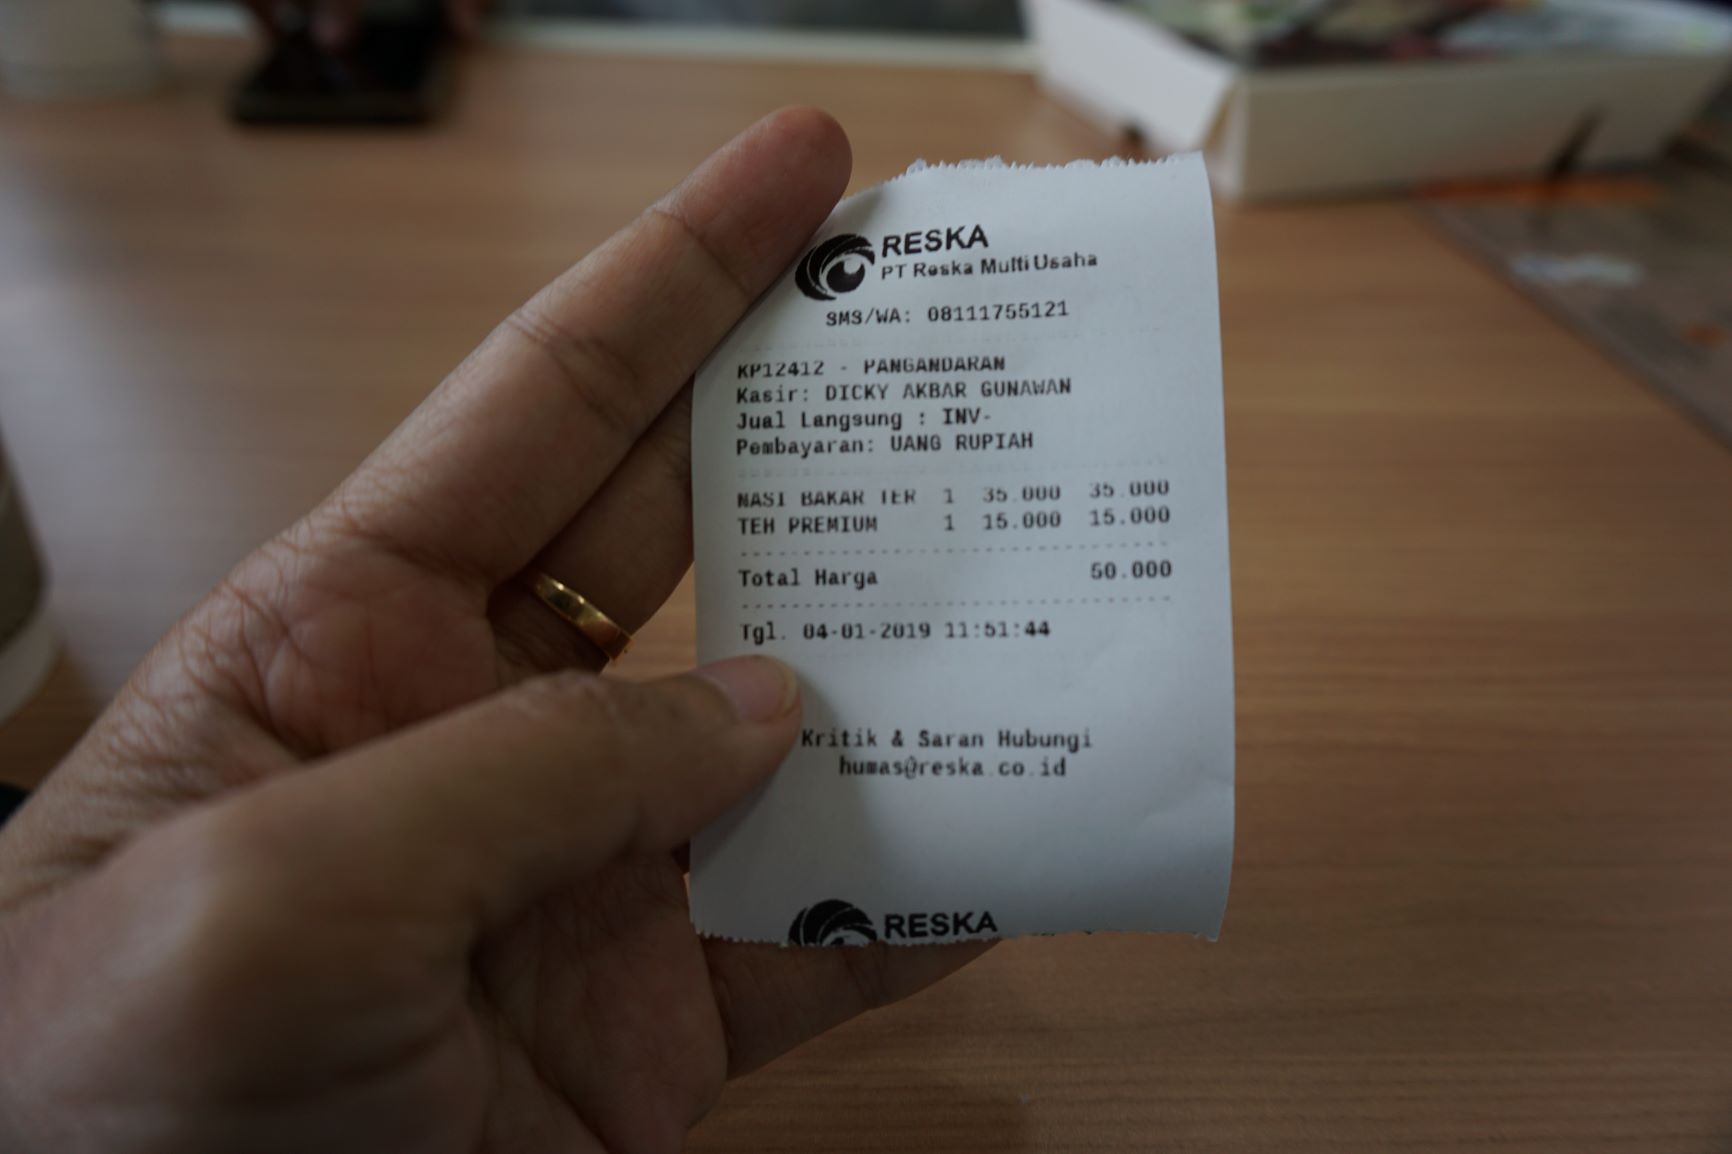 RESKA
PT Reska Multi Usaha
SMS/WA: 08111755121
KP12412 - PANGANDARAN
Kasir: DICKY AKBAR GUNAWAN
Jual Langsung : INV-
Pembayaran: UANG RUPIAH
NASI BAKAR TER 1 35.000 35.000
TEH PREMIUM 1 15.000 15.000
Total Harga 50.000
Tgl. 04-01-2019 11:51:44
Kritik & Saran Hubungi
humas@reska.co.id
RESKA